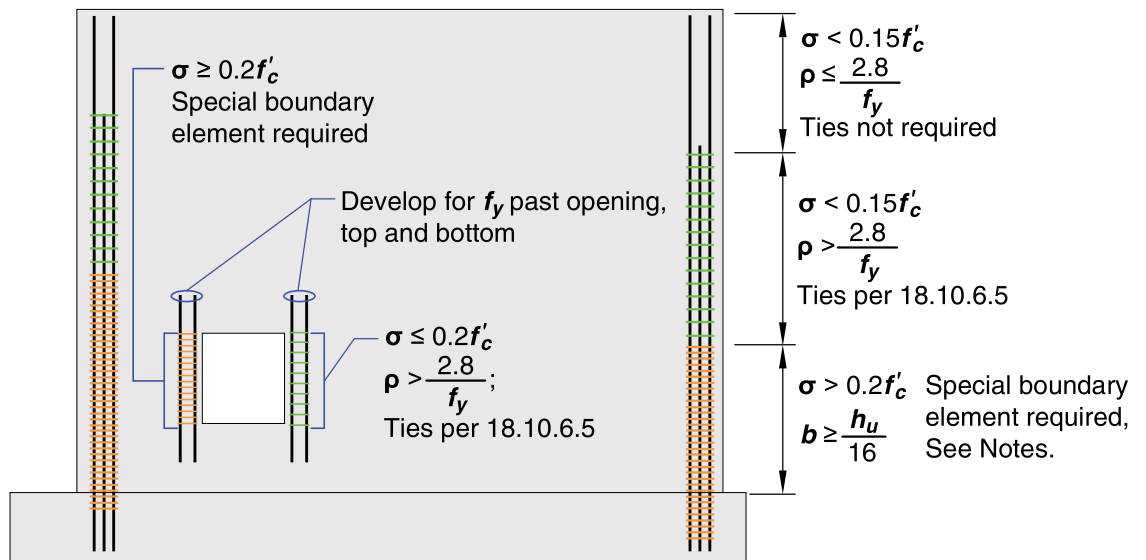 σ ≥ 0.2f′c
Special boundary
element required
Develop for fy past opening,
top and bottom
σ ≤ 0.2f′c
ρ > 2.8/fy;
Ties per 18.10.6.5
σ < 0.15f′c
ρ ≤ 2.8/fy
Ties not required
σ < 0.15f′c
ρ > 2.8/fy
Ties per 18.10.6.5
σ > 0.2f′c Special boundary
b ≥ hu/16 element required,
See Notes.